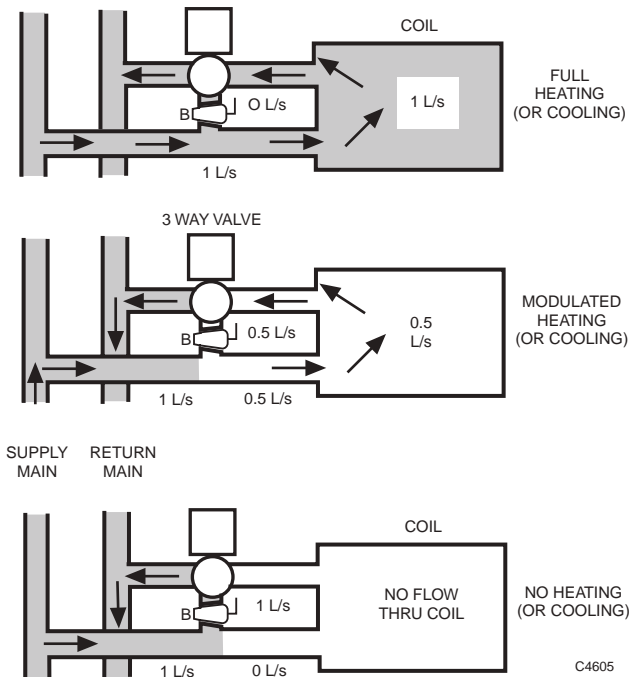 COIL
FULL
HEATING
(OR COOLING)
1 L/s
B
O L/s
1 L/s
3 WAY VALVE
MODULATED
HEATING
(OR COOLING)
0.5
L/s
B
0.5 L/s
1 L/s
0.5 L/s
SUPPLY
MAIN
RETURN
MAIN
COIL
NO FLOW
THRU COIL
NO HEATING
(OR COOLING)
B
1 L/s
1 L/s
0 L/s
C4605